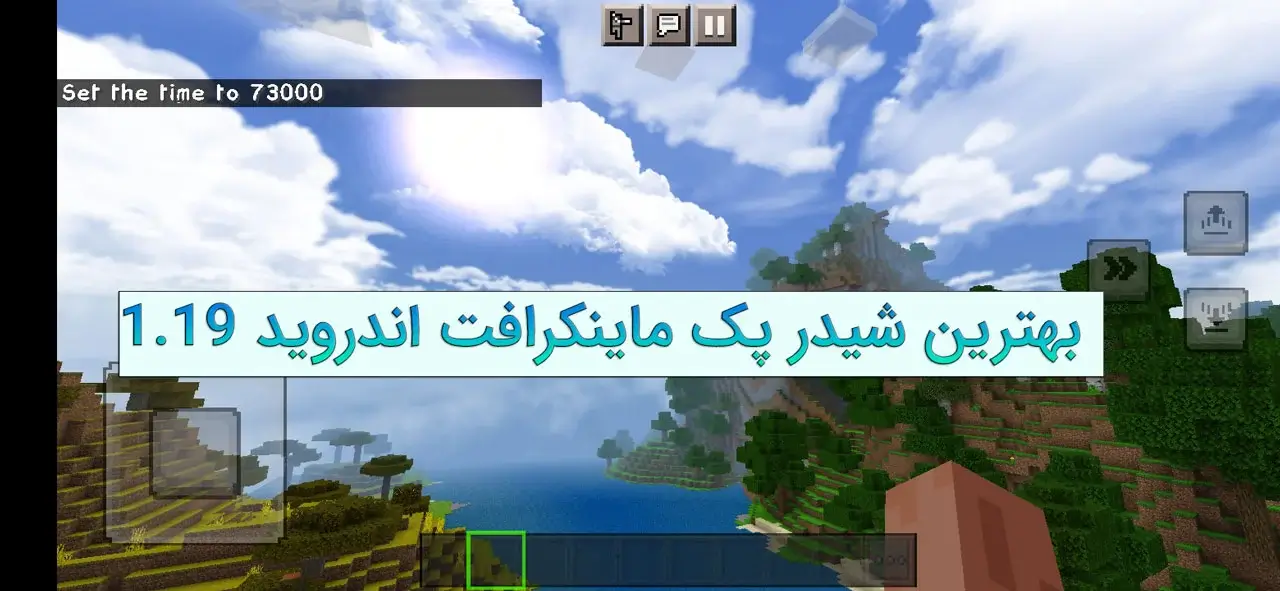 Set the time to 73000
بهترین شیدر پک ماینکرافت اندروید 1.19